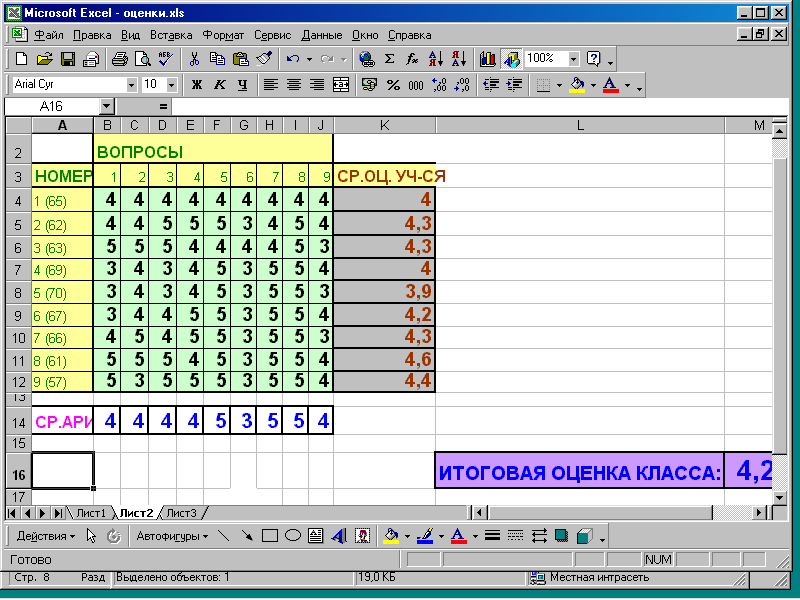 Microsoft Excel - оценки.xls
Файл Правка Вид Вставка Формат Сервис Данные Окно Справка
100%
Arial Cyr 10 Ж К Ч % 000
A16 =
A B C D E F G H I J K L M
2 ВОПРОСЫ
3 НОМЕР 1 2 3 4 5 6 7 8 9 СР.ОЦ. УЧ-СЯ
4 1 (65) 4 4 4 4 4 4 4 4 4 4
5 2 (62) 4 4 5 5 5 3 4 5 4 4,3
6 3 (63) 5 5 5 4 4 4 4 5 3 4,3
7 4 (69) 3 4 3 4 5 3 5 5 4 4
8 5 (70) 3 4 3 4 5 3 5 5 3 3,9
9 6 (67) 3 4 4 5 5 3 5 5 4 4,2
10 7 (66) 4 5 4 5 5 3 5 5 3 4,3
11 8 (61) 5 5 5 4 5 3 5 5 4 4,6
12 9 (57) 5 3 5 5 5 3 5 5 4 4,4
13
14 СР.АРИ 4 4 4 4 5 3 5 5 4
15
16 ИТОГОВАЯ ОЦЕНКА КЛАССА: 4,2
17
Лист1 Лист2 Лист3
Действия Автофигуры
Готово NUM
Стр. 8 Разд Выделено объектов: 1 19,0 КБ Местная интрасеть